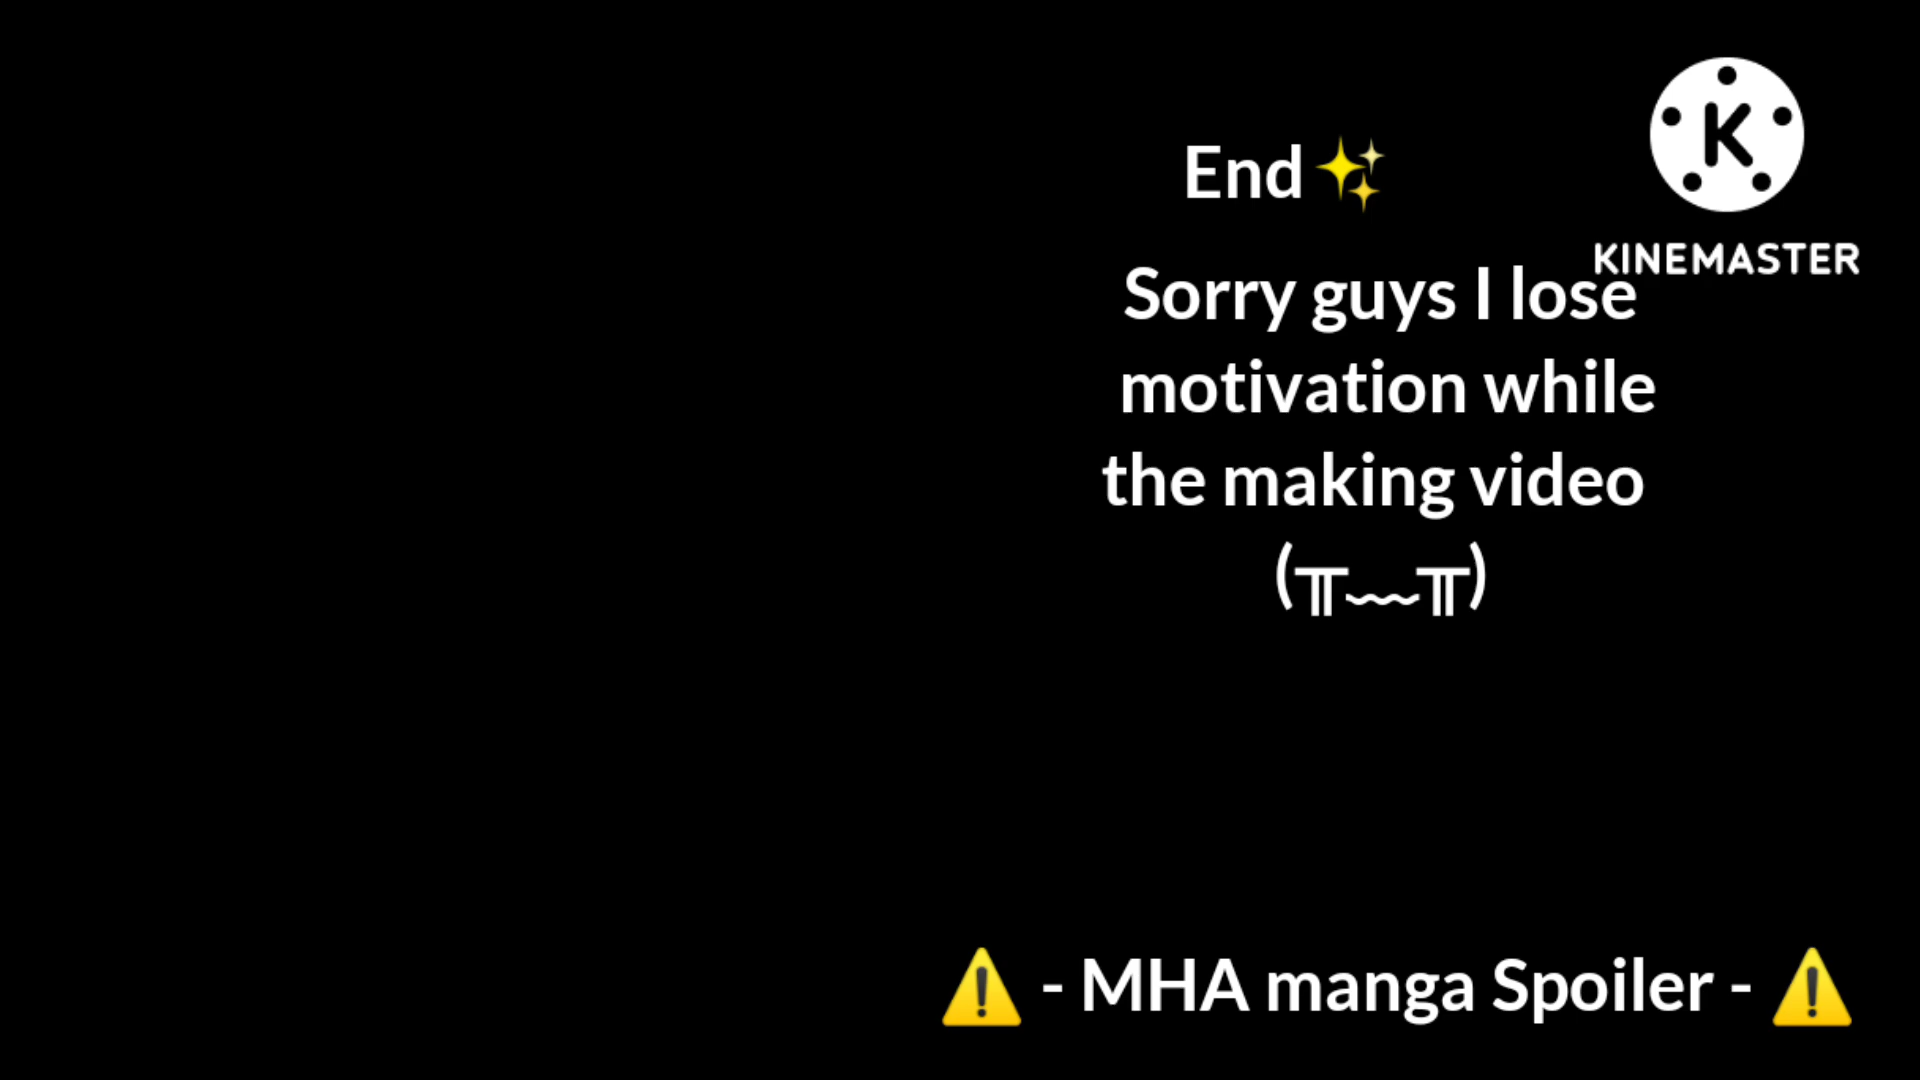 End✨
KINEMASTER
Sorry guys I lose
motivation while
the making video
(╥﹏╥)
⚠️ - MHA manga Spoiler - ⚠️